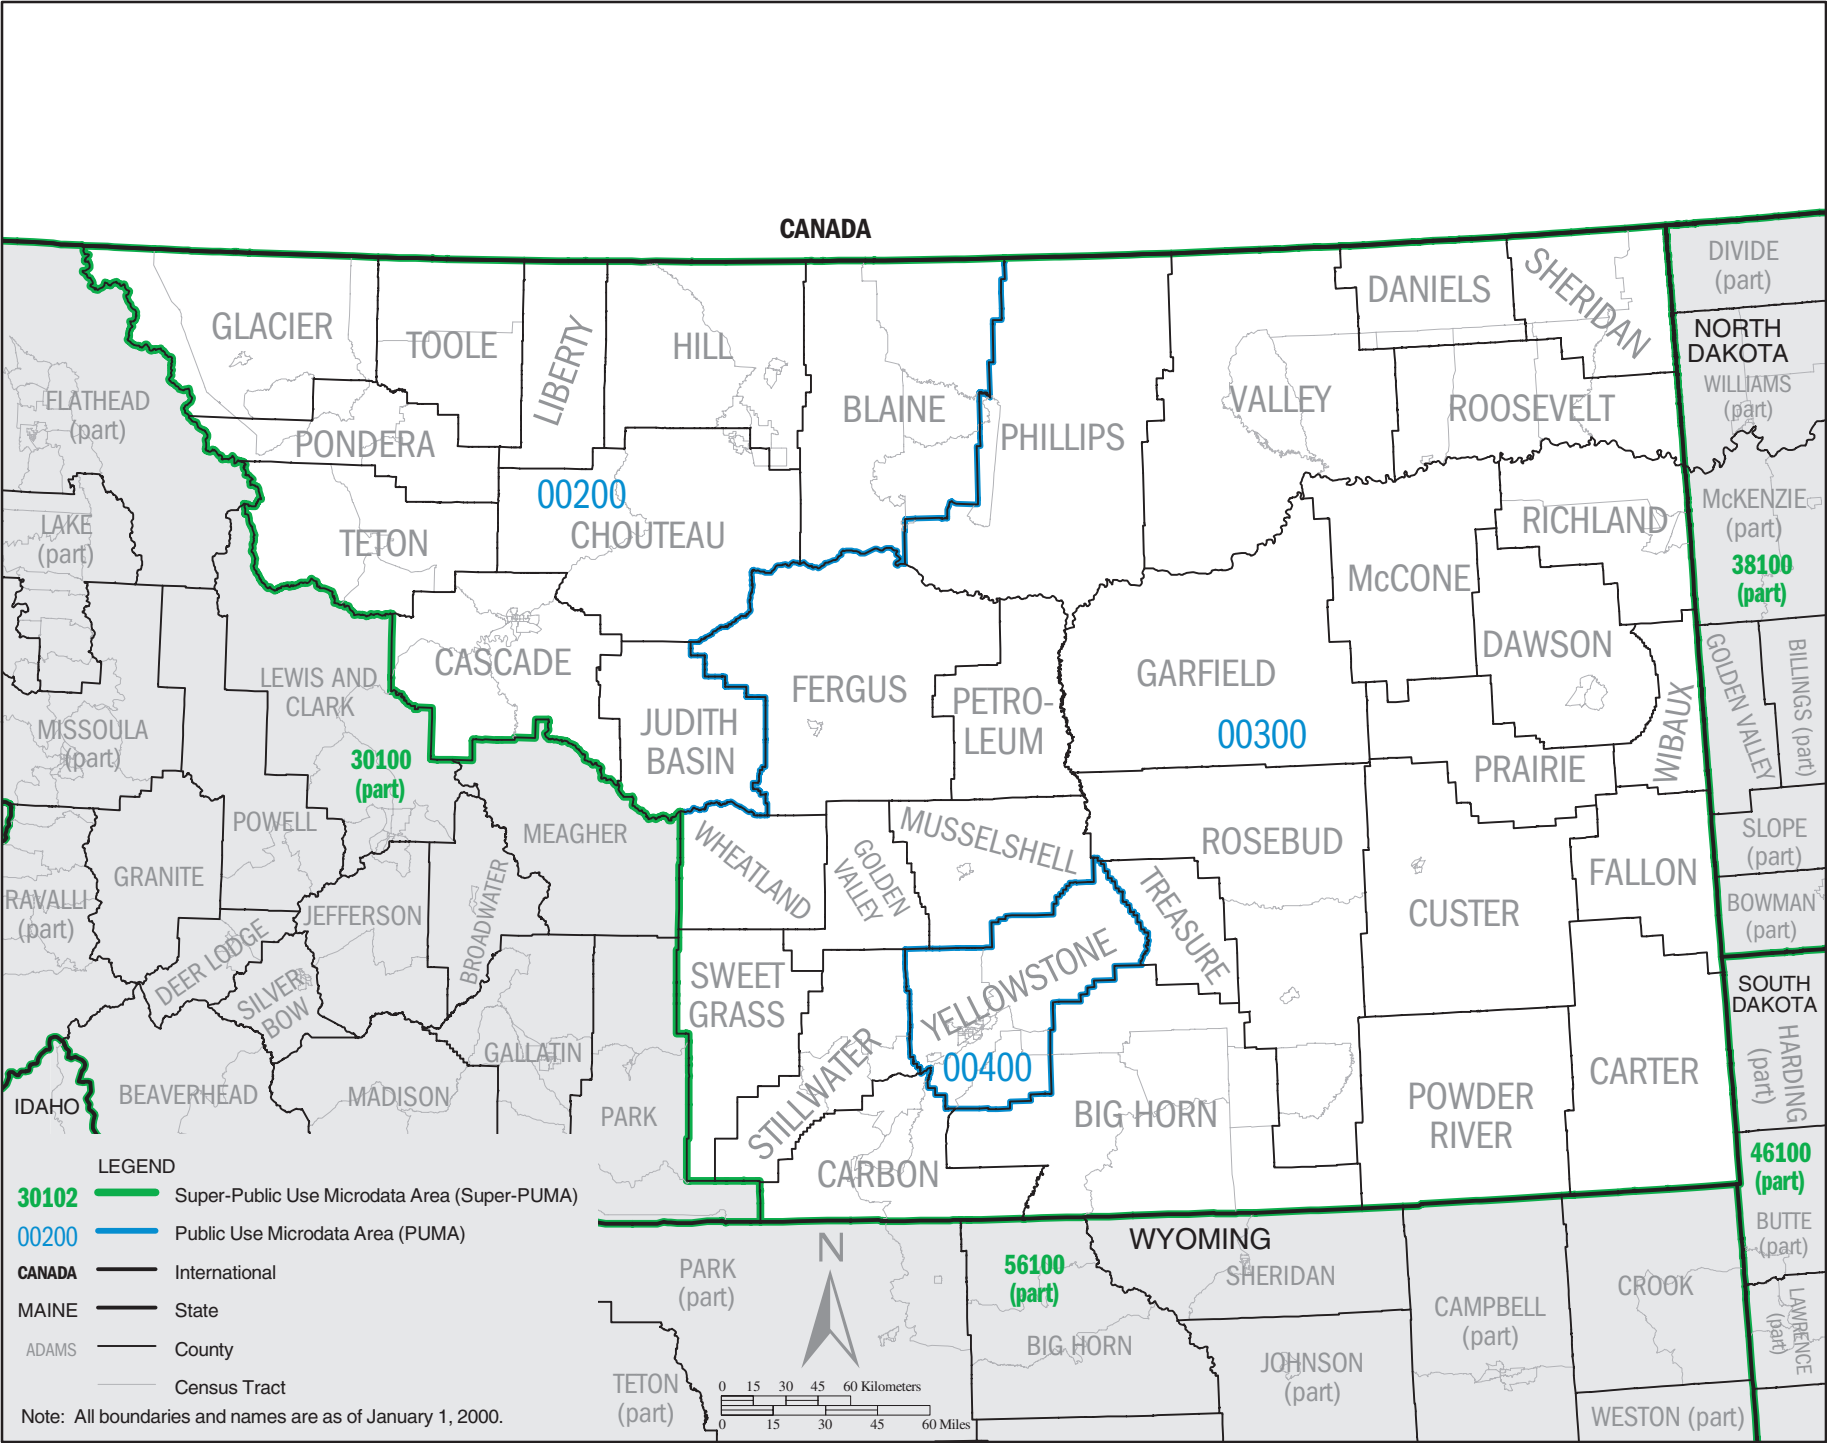 CANADA
DIVIDE
(part)
NORTH
DAKOTA
WILLIAMS
(part)
McKENZIE
(part)
38100
(part)
GOLDEN VALLEY
BILLINGS (part)
SLOPE
(part)
BOWMAN
(part)
SOUTH
DAKOTA
HARDING
(part)
46100
(part)
BUTTE
(part)
LAWRENCE
(part)
GLACIER
TOOLE
LIBERTY
HILL
BLAINE
PHILLIPS
VALLEY
DANIELS
SHERIDAN
ROOSEVELT
PONDERA
00200
CHOUTEAU
TETON
RICHLAND
McCONE
DAWSON
WIBAUX
GARFIELD
00300
PRAIRIE
CASCADE
JUDITH
BASIN
FERGUS
PETRO-
LEUM
WHEATLAND
GOLDEN
VALLEY
MUSSELSHELL
TREASURE
ROSEBUD
CUSTER
FALLON
SWEET
GRASS
STILLWATER
YELLOWSTONE
00400
CARBON
BIG HORN
POWDER
RIVER
CARTER
FLATHEAD
(part)
LAKE
(part)
MISSOULA
(part)
LEWIS AND
CLARK
30100
(part)
POWELL
GRANITE
RAVALLI
(part)
MEAGHER
BROADWATER
JEFFERSON
DEER LODGE
SILVER
BOW
GALLATIN
BEAVERHEAD
MADISON
PARK
IDAHO
WYOMING
PARK
(part)
56100
(part)
BIG HORN
SHERIDAN
JOHNSON
(part)
CAMPBELL
(part)
CROOK
WESTON (part)
TETON
(part)
N
0 15 30 45 60 Kilometers
0 15 30 45 60 Miles
LEGEND
30102 Super-Public Use Microdata Area (Super-PUMA)
00200 Public Use Microdata Area (PUMA)
CANADA International
MAINE State
ADAMS County
Census Tract
Note: All boundaries and names are as of January 1, 2000.